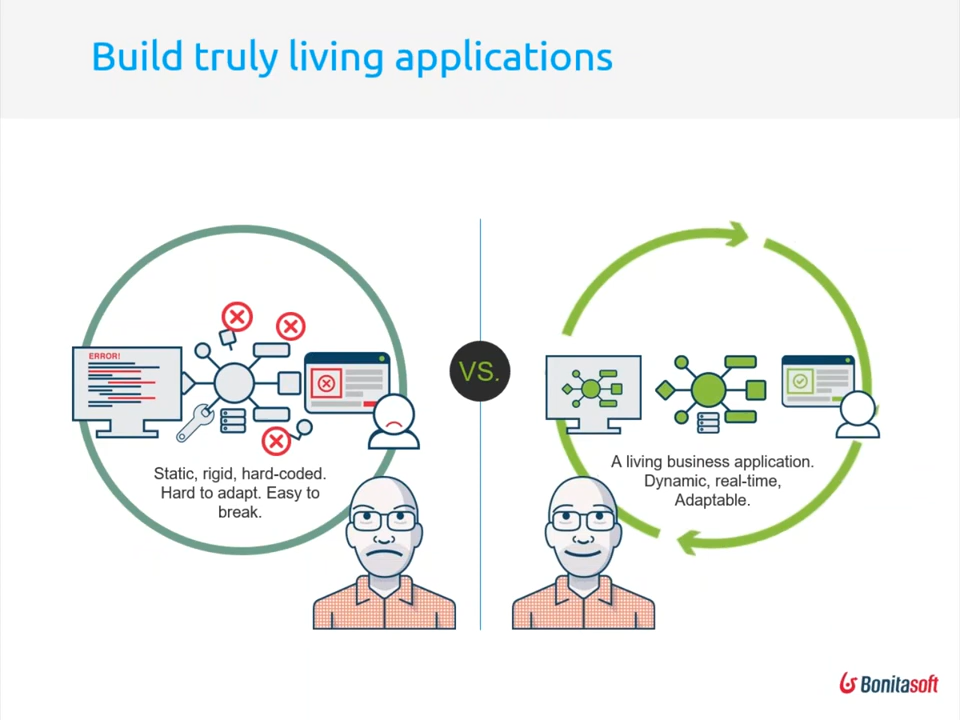 Build truly living applications
ERROR!
VS.
Static, rigid, hard-coded.
Hard to adapt. Easy to
break.
A living business application.
Dynamic, real-time,
Adaptable.
Bonitasoft